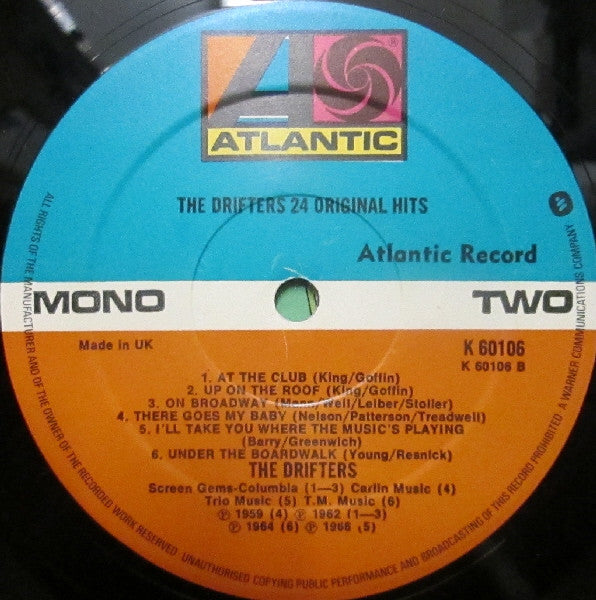 ATLANTIC
®
THE DRIFTERS 24 ORIGINAL HITS
Atlantic Record
MONO
TWO
Made in UK
K 60106
K 60106 B
1. AT THE CLUB (King/Goffin)
2. UP ON THE ROOF (King/Goffin)
3. ON BROADWAY (Mann/Weil/Leiber/Stoller)
4. THERE GOES MY BABY (Nelson/Patterson/Treadwell)
5. I'LL TAKE YOU WHERE THE MUSIC'S PLAYING
(Barry/Greenwich)
6. UNDER THE BOARDWALK (Young/Resnick)
THE DRIFTERS
Screen Gems-Columbia (1—3) Carlin Music (4)
Trio Music (5) T.M. Music (6)
℗ 1959 (4) ℗ 1962 (1—3)
℗ 1964 (6) ℗ 1966 (5)
ALL RIGHTS OF THE MANUFACTURER AND OF THE OWNER OF THE RECORDED WORK RESERVED. UNAUTHORISED COPYING PUBLIC PERFORMANCE AND BROADCASTING OF THIS RECORD PROHIBITED. A WARNER COMMUNICATIONS COMPANY